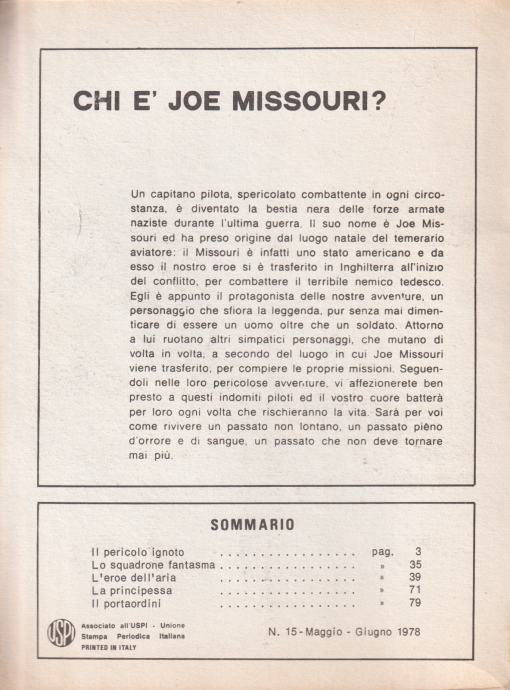 CHI E' JOE MISSOURI?
Un capitano pilota, spericolato combattente in ogni circo-
stanza, è diventato la bestia nera delle forze armate
naziste durante l'ultima guerra. Il suo nome è Joe Mis-
souri ed ha preso origine dal luogo natale del temerario
aviatore: il Missouri è infatti uno stato americano e da
esso il nostro eroe si è trasferito in Inghilterra all'inizio
del conflitto, per combattere il terribile nemico tedesco.
Egli è appunto il protagonista delle nostre avventure, un
personaggio che sfiora la leggenda, pur senza mai dimen-
ticare di essere un uomo oltre che un soldato. Attorno
a lui ruotano altri simpatici personaggi, che mutano di
volta in volta, a secondo del luogo in cui Joe Missouri
viene trasferito, per compiere le proprie missioni. Seguen-
doli nelle loro pericolose avventure, vi affezionerete ben
presto a questi indomiti piloti ed il vostro cuore batterà
per loro ogni volta che rischieranno la vita. Sarà per voi
come rivivere un passato non lontano, un passato pièno
d'orrore e di sangue, un passato che non deve tornare
mai più.
SOMMARIO
Il pericolo ignoto . . . . . . . . . . . . . . . . . pag. 3
Lo squadrone fantasma . . . . . . . . . . . . . . . . . » 35
L'eroe dell'aria . . . . . . . . . . . . . . . . . » 39
La principessa . . . . . . . . . . . . . . . . . » 71
Il portaordini . . . . . . . . . . . . . . . . . » 79
USPI
Associato all'USPI - Unione
Stampa Periodica Italiana
PRINTED IN ITALY
N. 15 - Maggio - Giugno 1978